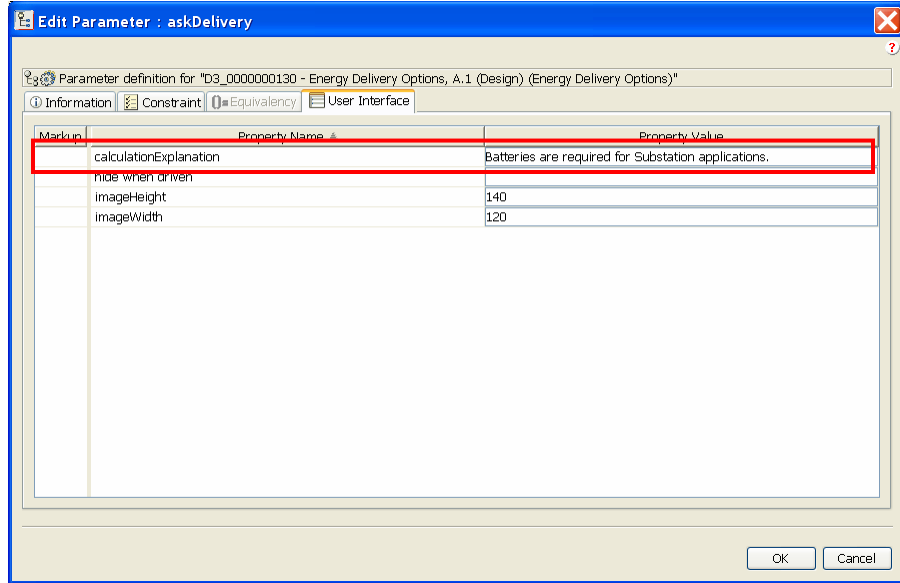 Edit Parameter : askDelivery
?
Parameter definition for "D3_0000000130 - Energy Delivery Options, A.1 (Design) (Energy Delivery Options)"
Information Constraint Equivalency User Interface
Markup Property Name Property Value
calculationExplanation Batteries are required for Substation applications.
hide when driven
imageHeight 140
imageWidth 120
OK Cancel